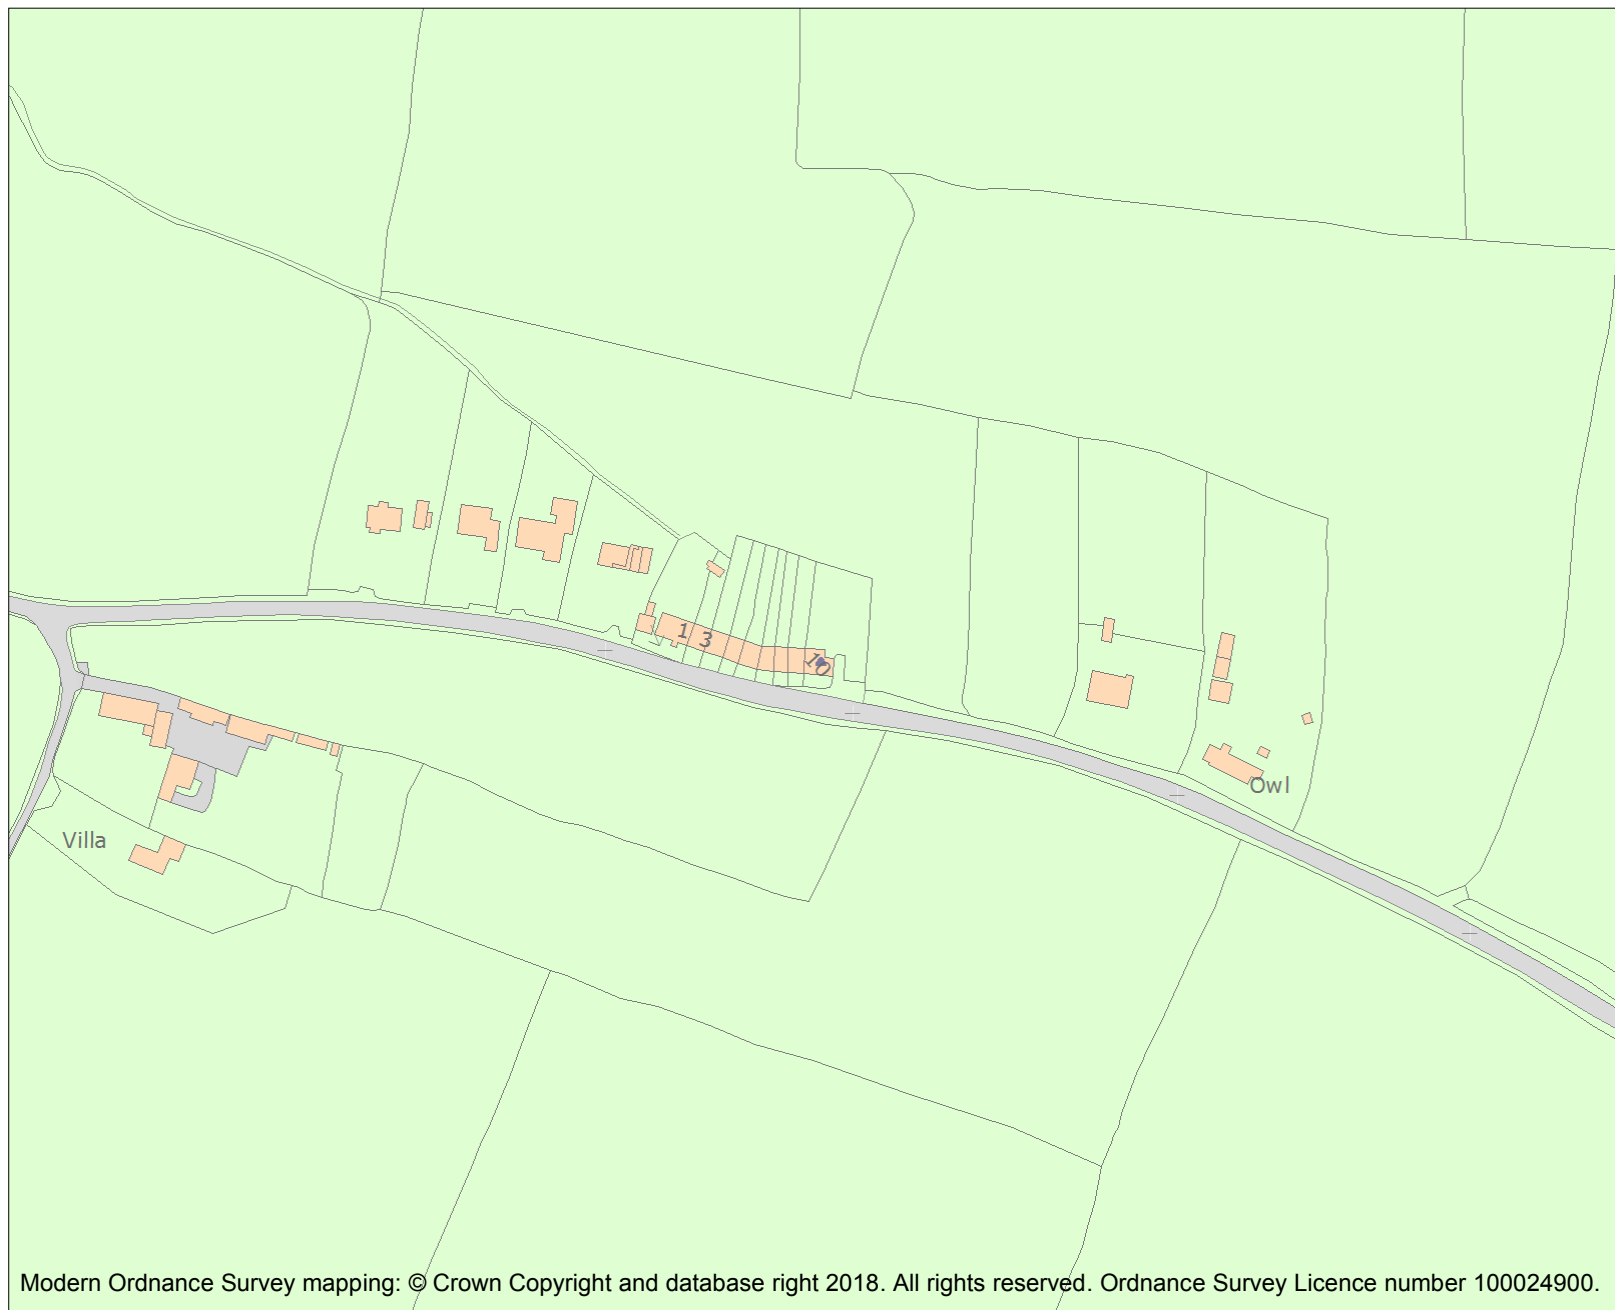 1
3
10
Owl
Villa
Modern Ordnance Survey mapping: © Crown Copyright and database right 2018. All rights reserved. Ordnance Survey Licence number 100024900.